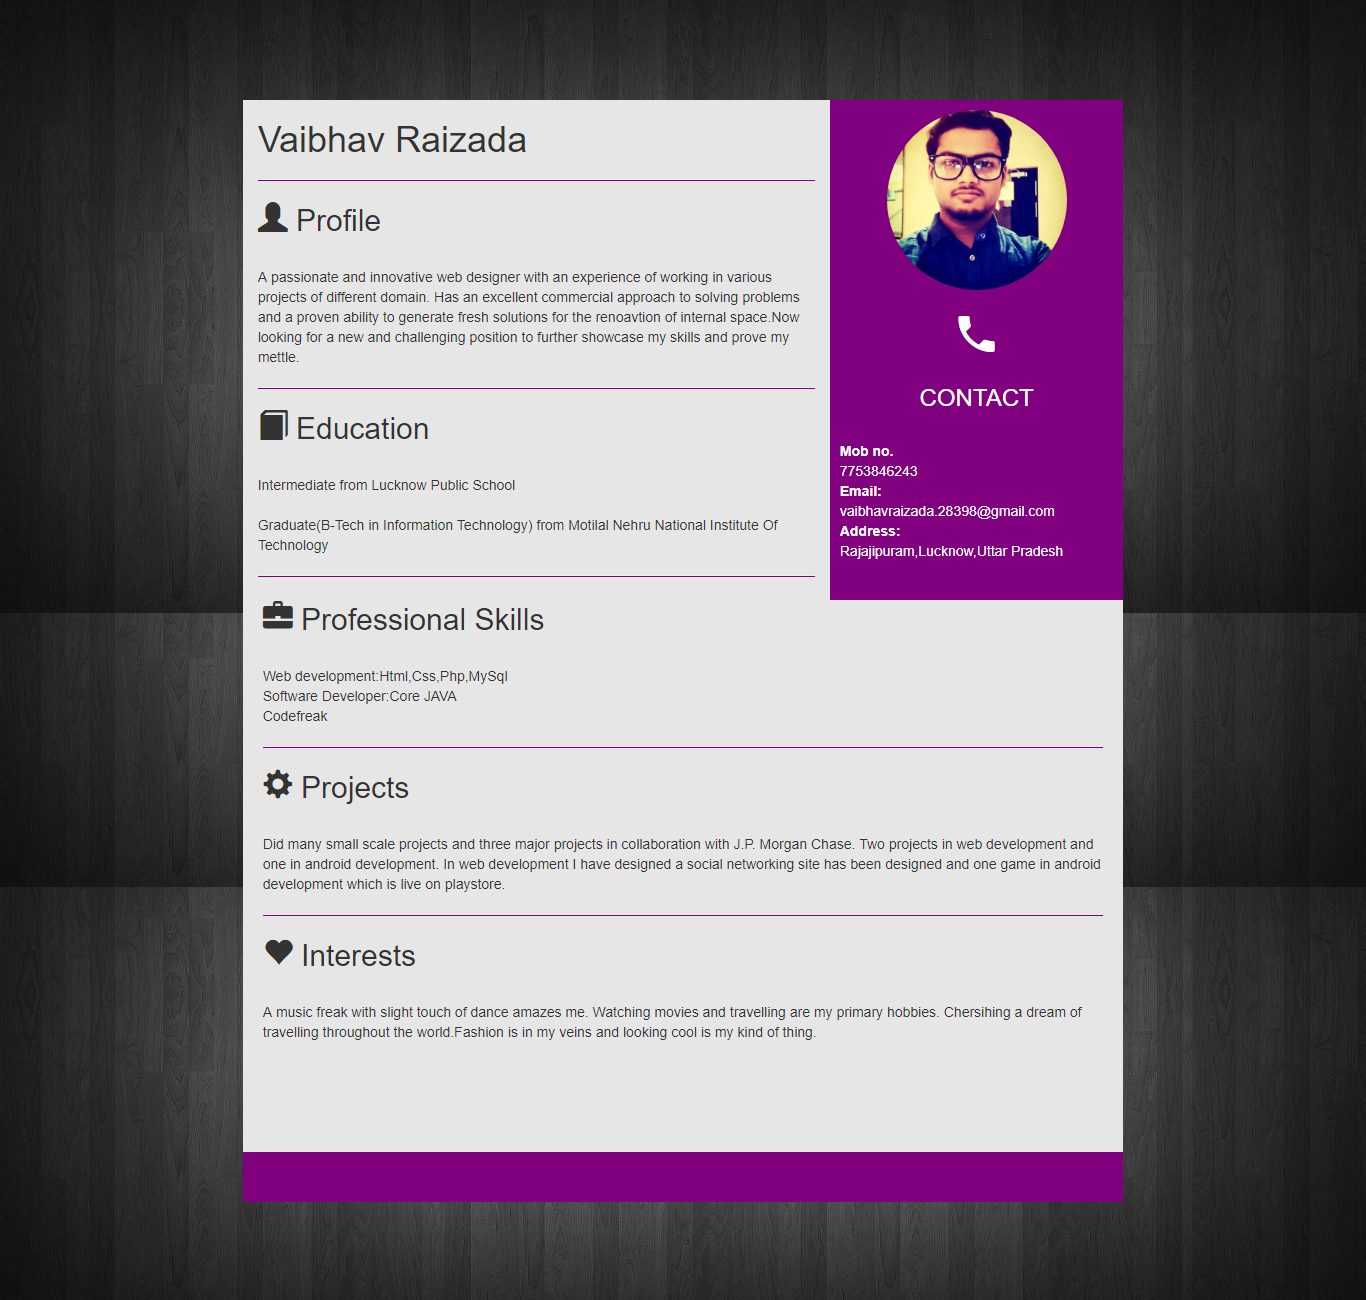 Vaibhav Raizada
Profile
A passionate and innovative web designer with an experience of working in various
projects of different domain. Has an excellent commercial approach to solving problems
and a proven ability to generate fresh solutions for the renoavtion of internal space.Now
looking for a new and challenging position to further showcase my skills and prove my
mettle.
Education
Intermediate from Lucknow Public School
Graduate(B-Tech in Information Technology) from Motilal Nehru National Institute Of
Technology
CONTACT
Mob no.
7753846243
Email:
vaibhavraizada.28398@gmail.com
Address:
Rajajipuram,Lucknow,Uttar Pradesh
Professional Skills
Web development:Html,Css,Php,MySql
Software Developer:Core JAVA
Codefreak
Projects
Did many small scale projects and three major projects in collaboration with J.P. Morgan Chase. Two projects in web development and
one in android development. In web development I have designed a social networking site has been designed and one game in android
development which is live on playstore.
Interests
A music freak with slight touch of dance amazes me. Watching movies and travelling are my primary hobbies. Chersihing a dream of
travelling throughout the world.Fashion is in my veins and looking cool is my kind of thing.